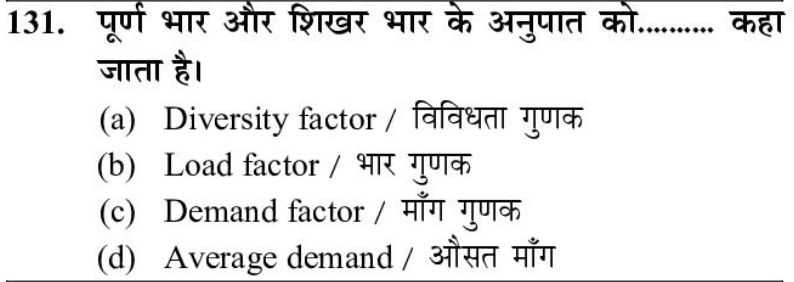 131. पूर्ण भार और शिखर भार के अनुपात को.......... कहा
जाता है।
(a) Diversity factor / विविधता गुणक
(b) Load factor / भार गुणक
(c) Demand factor / माँग गुणक
(d) Average demand / औसत माँग